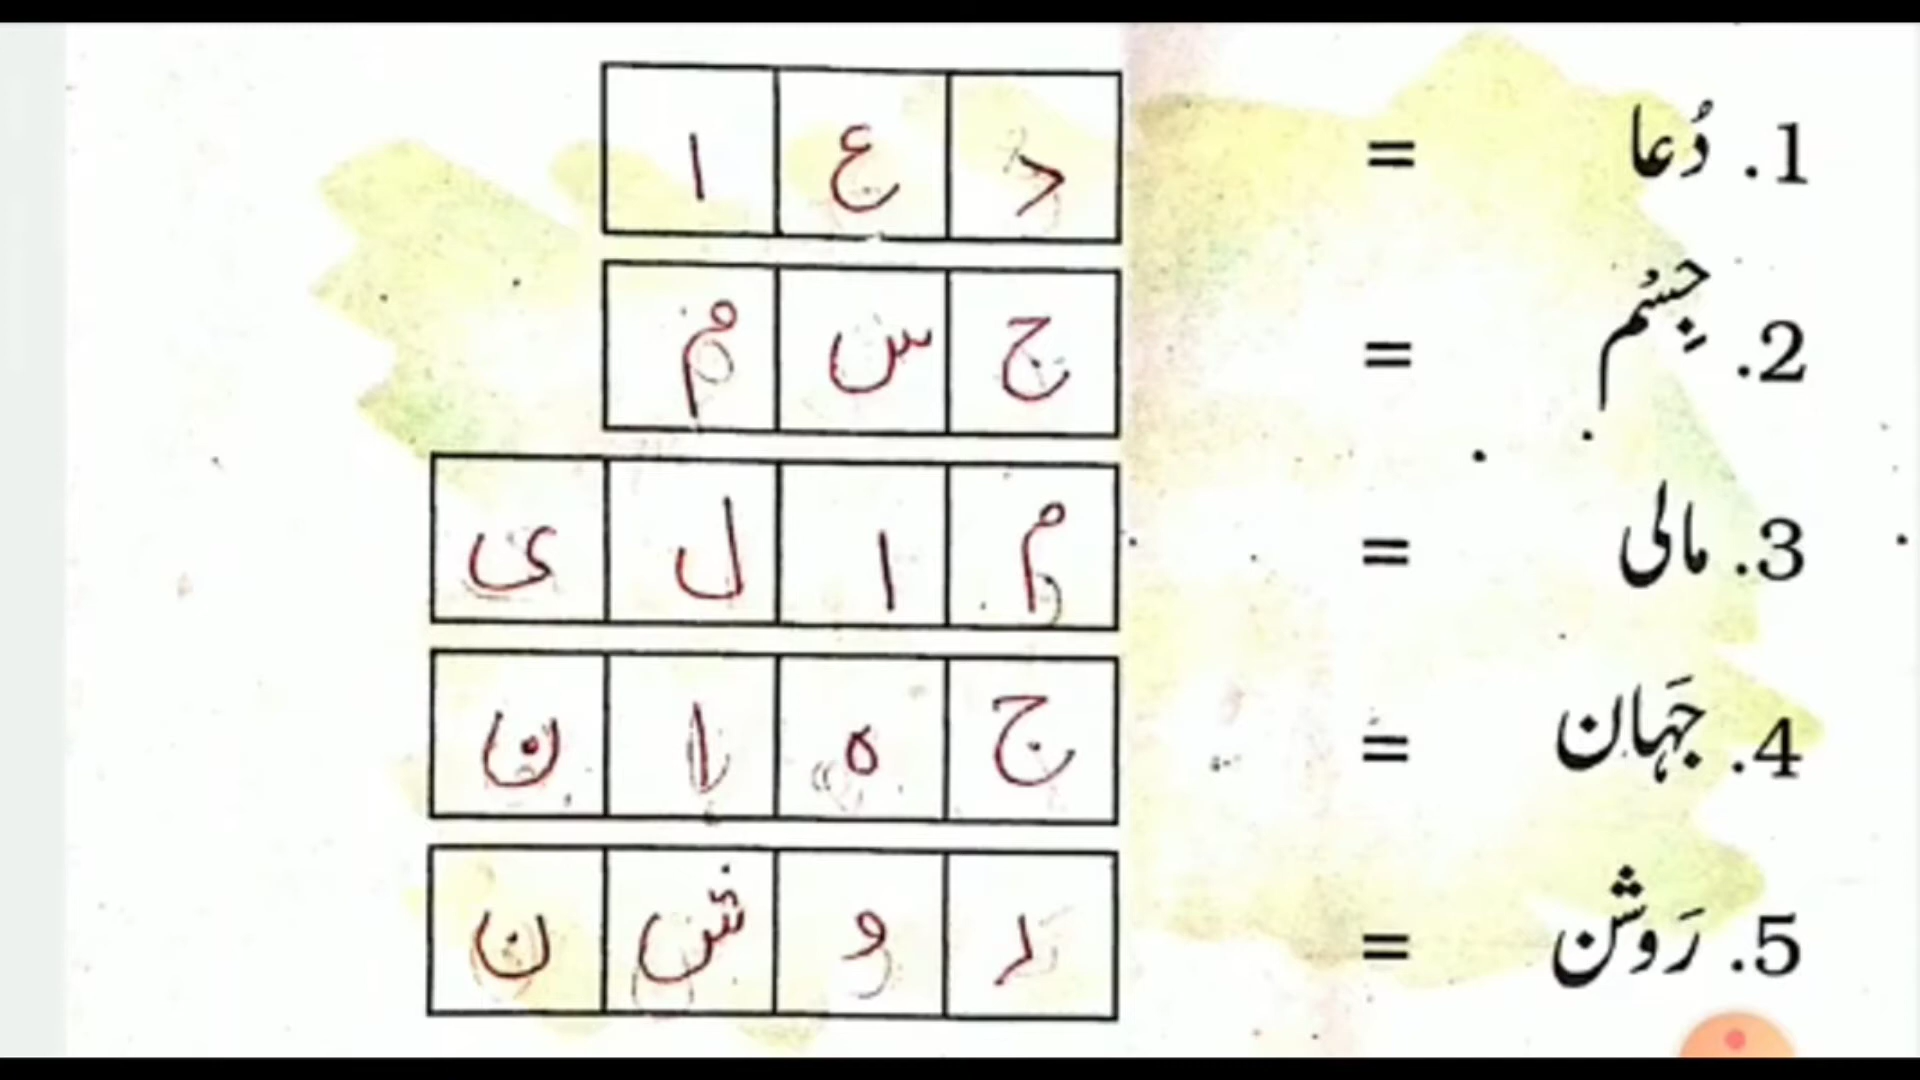 1. دُعا = د ع ا
2. جِسْم = ج س م
3. مالی = م ا ل ی
4. جَہان = ج ہ ا ن
5. رَوشن = ر و ش ن